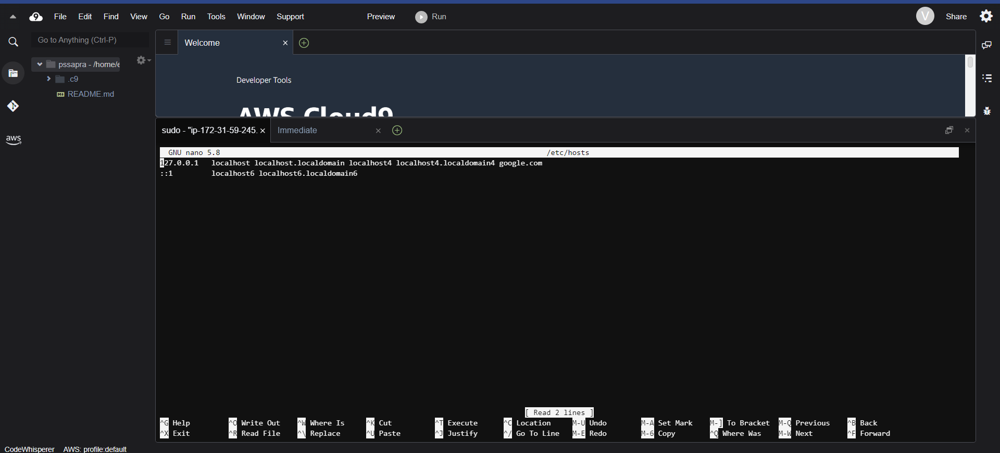 File Edit Find View Go Run Tools Window Support Preview Run V Share
Go to Anything (Ctrl-P)
Welcome
pssapra - /home/e
.c9
README.md
aws
Developer Tools
AWS Cloud9
sudo - "ip-172-31-59-245. Immediate
GNU nano 5.8 /etc/hosts
127.0.0.1 localhost localhost.localdomain localhost4 localhost4.localdomain4 google.com
::1 localhost6 localhost6.localdomain6
[ Read 2 lines ]
^G Help ^O Write Out ^W Where Is ^K Cut ^T Execute ^C Location M-U Undo M-A Set Mark M-] To Bracket M-Q Previous ^B Back
^X Exit ^R Read File ^\ Replace ^U Paste ^J Justify ^/ Go To Line M-E Redo M-6 Copy ^Q Where Was M-W Next ^F Forward
CodeWhisperer AWS: profile:default